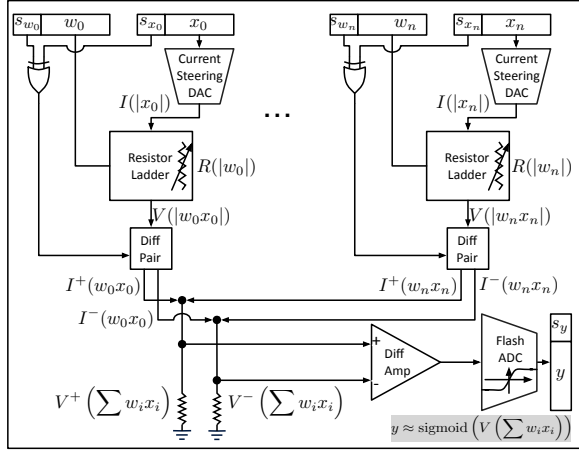 s_{w_0} w_0 s_{x_0} x_0 s_{w_n} w_n s_{x_n} x_n
Current
Steering
DAC
Current
Steering
DAC
I(|x_0|)
...
I(|x_n|)
Resistor
Ladder
R(|w_0|)
Resistor
Ladder
R(|w_n|)
V(|w_0x_0|)
V(|w_nx_n|)
Diff
Pair
Diff
Pair
I^+(w_0x_0)
I^+(w_nx_n)
I^-(w_nx_n)
I^-(w_0x_0)
+
-
Diff
Amp
Flash
ADC
s_y
y
V^+(∑ w_ix_i)
V^-(∑ w_ix_i)
y ≈ sigmoid(V(∑ w_ix_i))